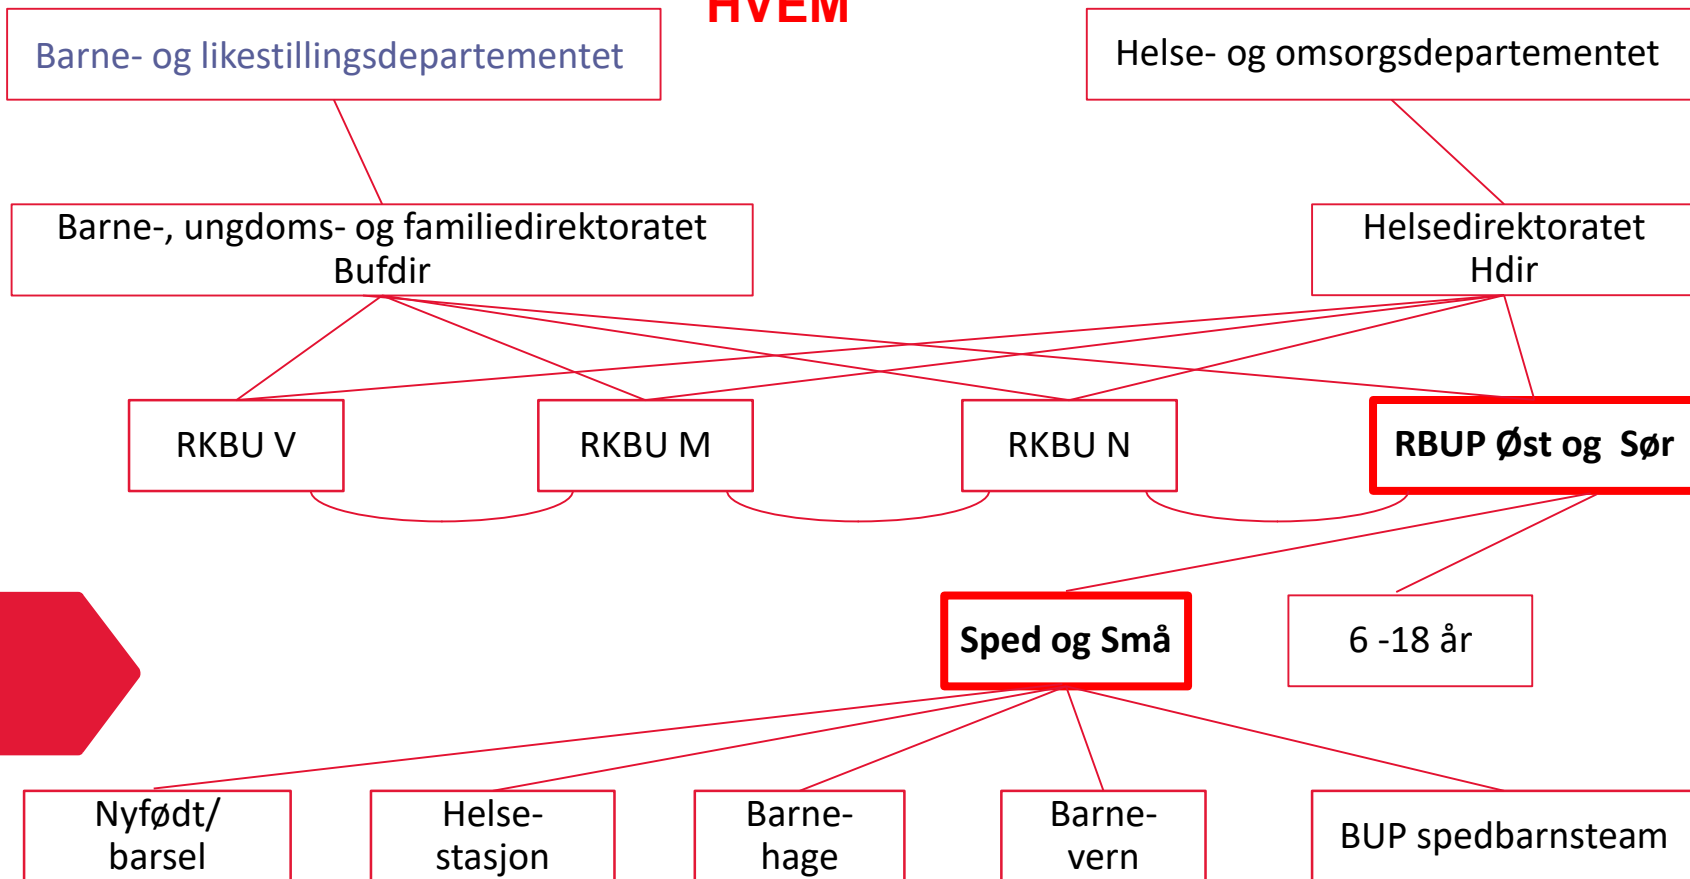 HVEM
Barne- og likestillingsdepartementet
Helse- og omsorgsdepartementet
Barne-, ungdoms- og familiedirektoratet
Bufdir
Helsedirektoratet
Hdir
RKBU V
RKBU M
RKBU N
RBUP Øst og  Sør
Sped og Små
6 -18 år
Nyfødt/
barsel
Helse-
stasjon
Barne-
hage
Barne-
vern
BUP spedbarnsteam